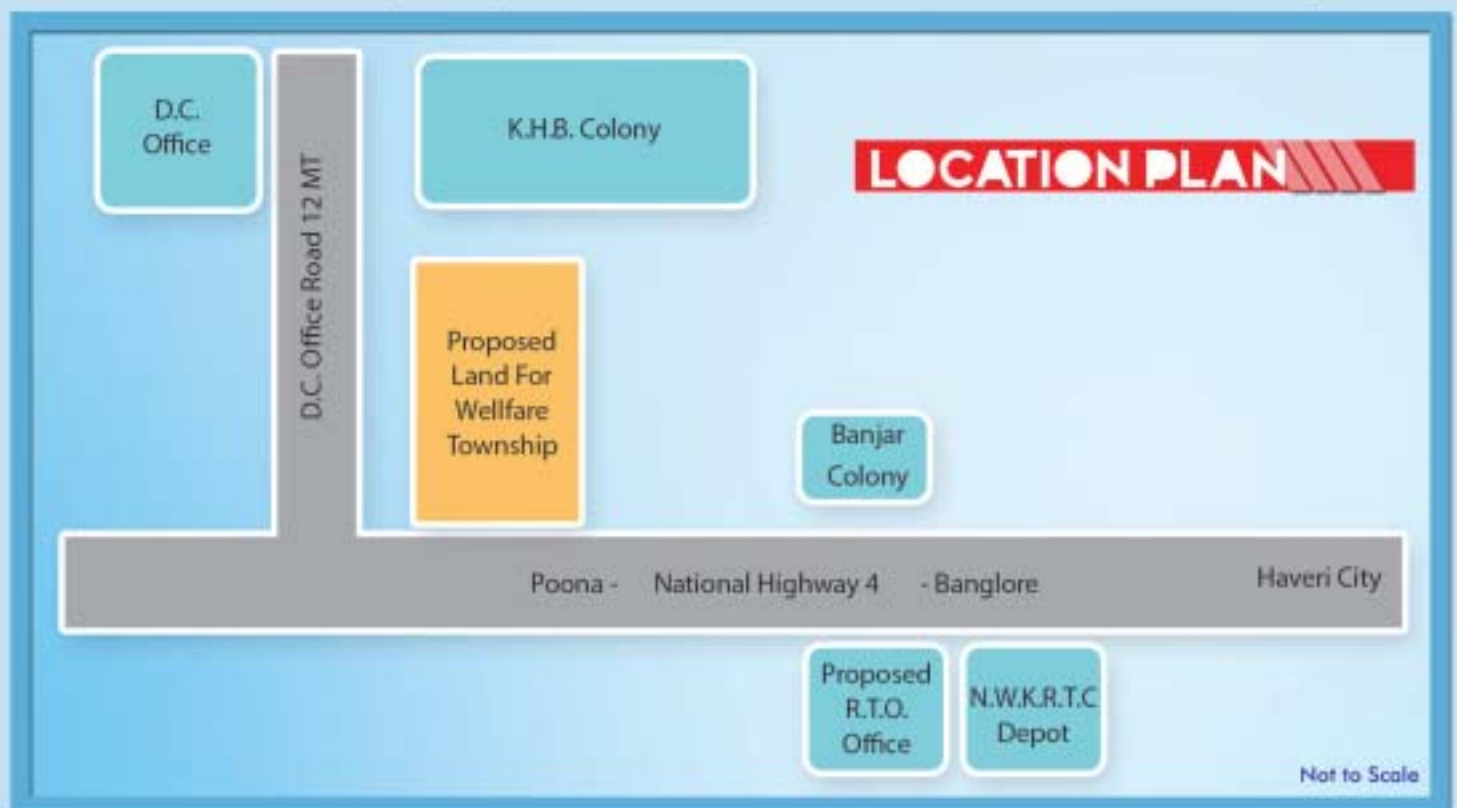 D.C.
Office
D.C. Office Road 12 MT
K.H.B. Colony
LOCATION PLAN
Proposed
Land For
Wellfare
Township
Banjar
Colony
Poona - National Highway 4 - Banglore
Haveri City
Proposed
R.T.O.
Office
N.W.K.R.T.C
Depot
Not to Scale